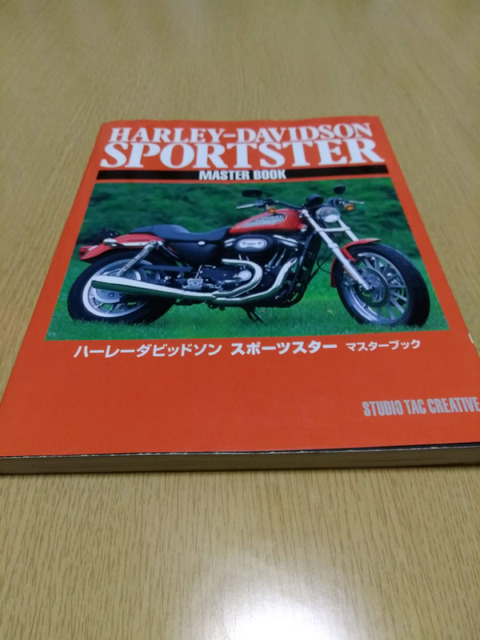 HARLEY-DAVIDSON
SPORTSTER
MASTER BOOK
ハーレーダビッドソン スポーツスター マスターブック
STUDIO TAC CREATIVE